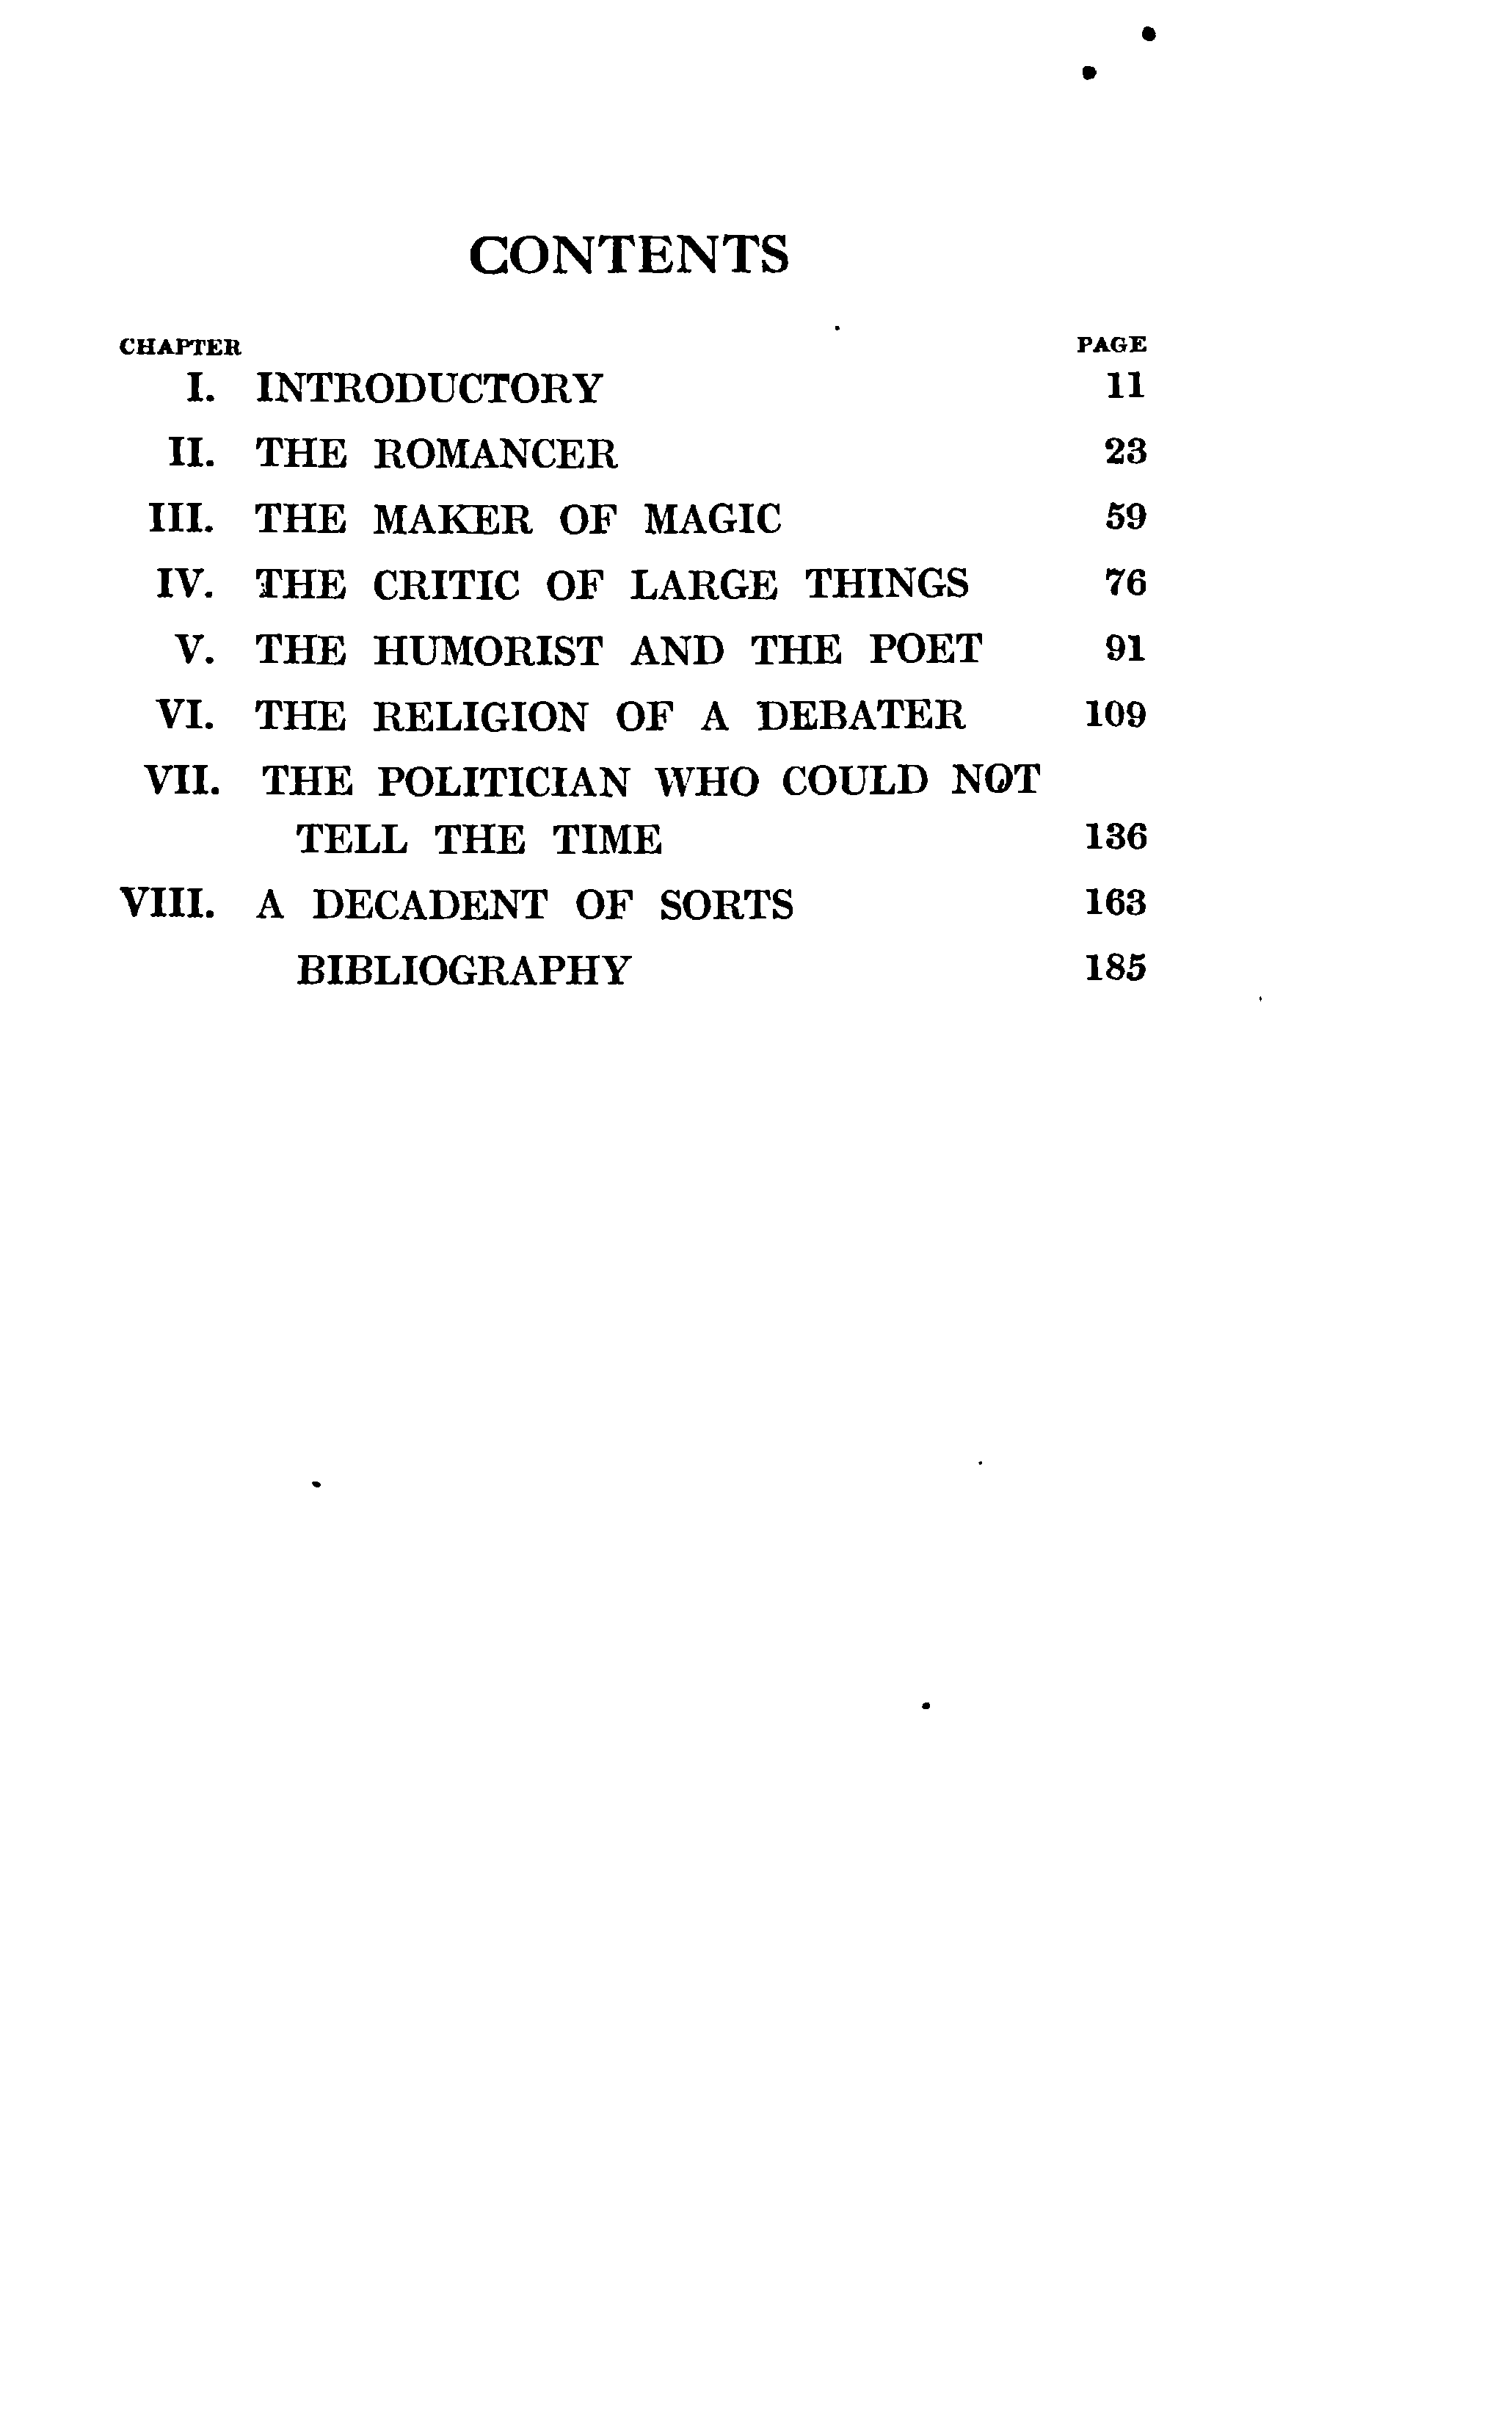 CONTENTS
CHAPTER PAGE
I. INTRODUCTORY 11
II. THE ROMANCER 23
III. THE MAKER OF MAGIC 59
IV. THE CRITIC OF LARGE THINGS 76
V. THE HUMORIST AND THE POET 91
VI. THE RELIGION OF A DEBATER 109
VII. THE POLITICIAN WHO COULD NOT
TELL THE TIME 136
VIII. A DECADENT OF SORTS 163
BIBLIOGRAPHY 185